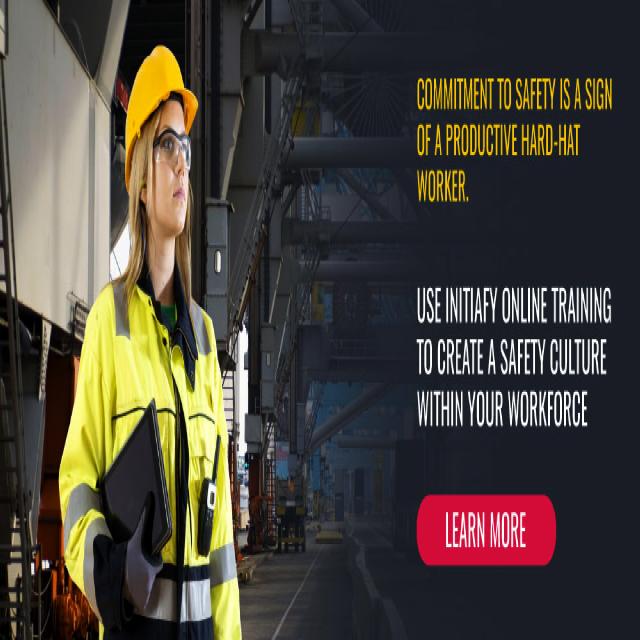 COMMITMENT TO SAFETY IS A SIGN
OF A PRODUCTIVE HARD-HAT
WORKER.
USE INITIAFY ONLINE TRAINING
TO CREATE A SAFETY CULTURE
WITHIN YOUR WORKFORCE
LEARN MORE